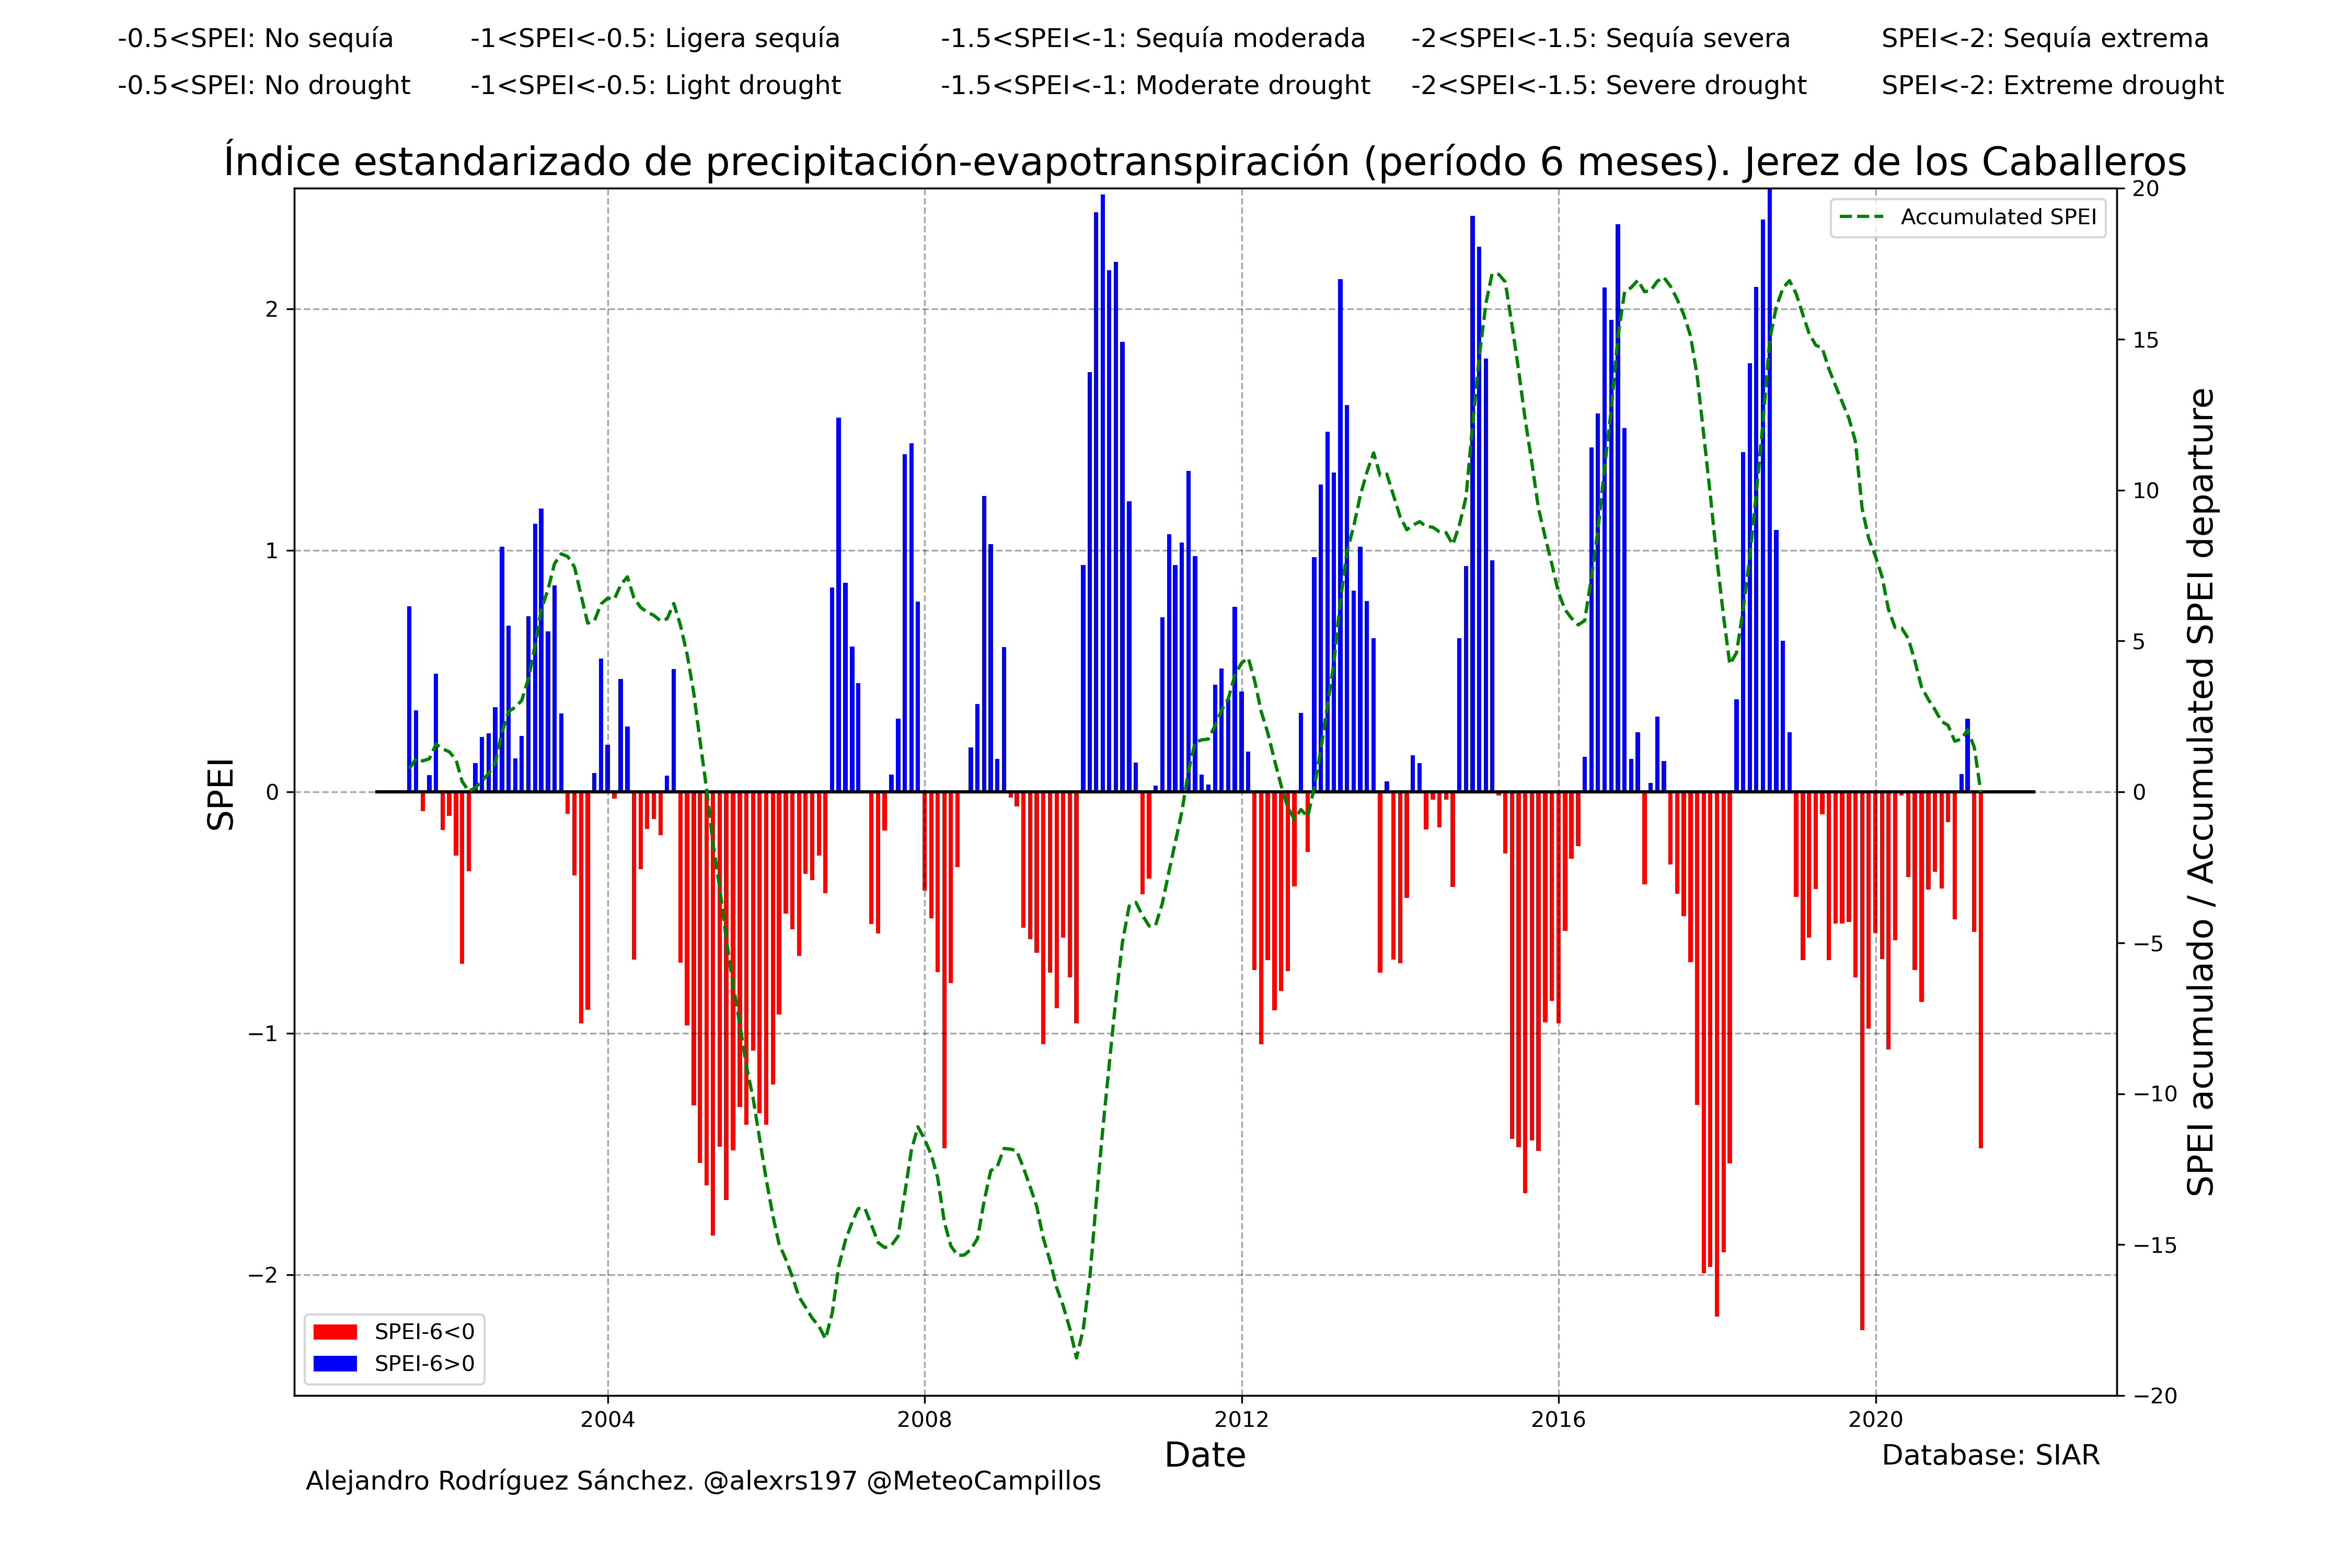 -0.5<SPEI: No sequía -1<SPEI<-0.5: Ligera sequía -1.5<SPEI<-1: Sequía moderada -2<SPEI<-1.5: Sequía severa SPEI<-2: Sequía extrema
-0.5<SPEI: No drought -1<SPEI<-0.5: Light drought -1.5<SPEI<-1: Moderate drought -2<SPEI<-1.5: Severe drought SPEI<-2: Extreme drought
Índice estandarizado de precipitación-evapotranspiración (período 6 meses). Jerez de los Caballeros
Accumulated SPEI
SPEI
2
1
0
−1
−2
20
15
10
5
0
−5
−10
−15
−20
SPEI acumulado / Accumulated SPEI departure
SPEI-6<0
SPEI-6>0
2004 2008 2012 2016 2020
Date
Database: SIAR
Alejandro Rodríguez Sánchez. @alexrs197 @MeteoCampillos